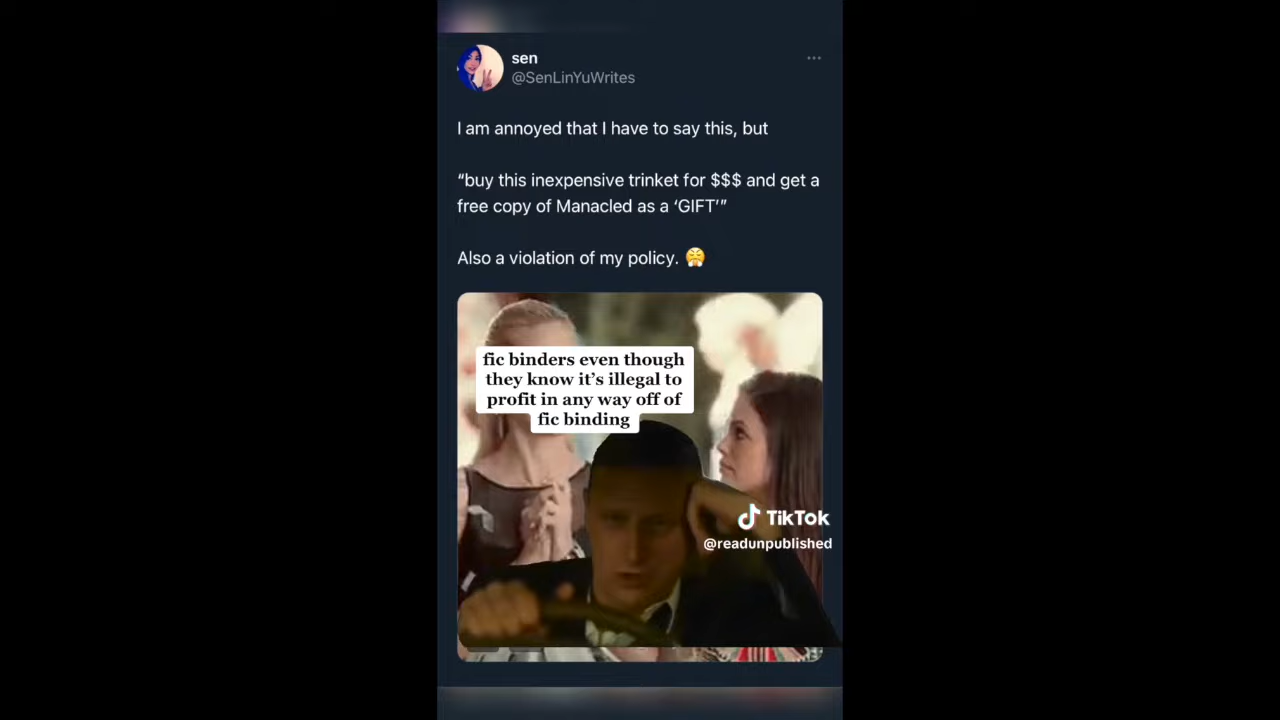 sen
@SenLinYuWrites
I am annoyed that I have to say this, but
“buy this inexpensive trinket for $$$ and get a
free copy of Manacled as a ‘GIFT’”
Also a violation of my policy. 😤
fic binders even though
they know it’s illegal to
profit in any way off of
fic binding
TikTok
@readunpublished